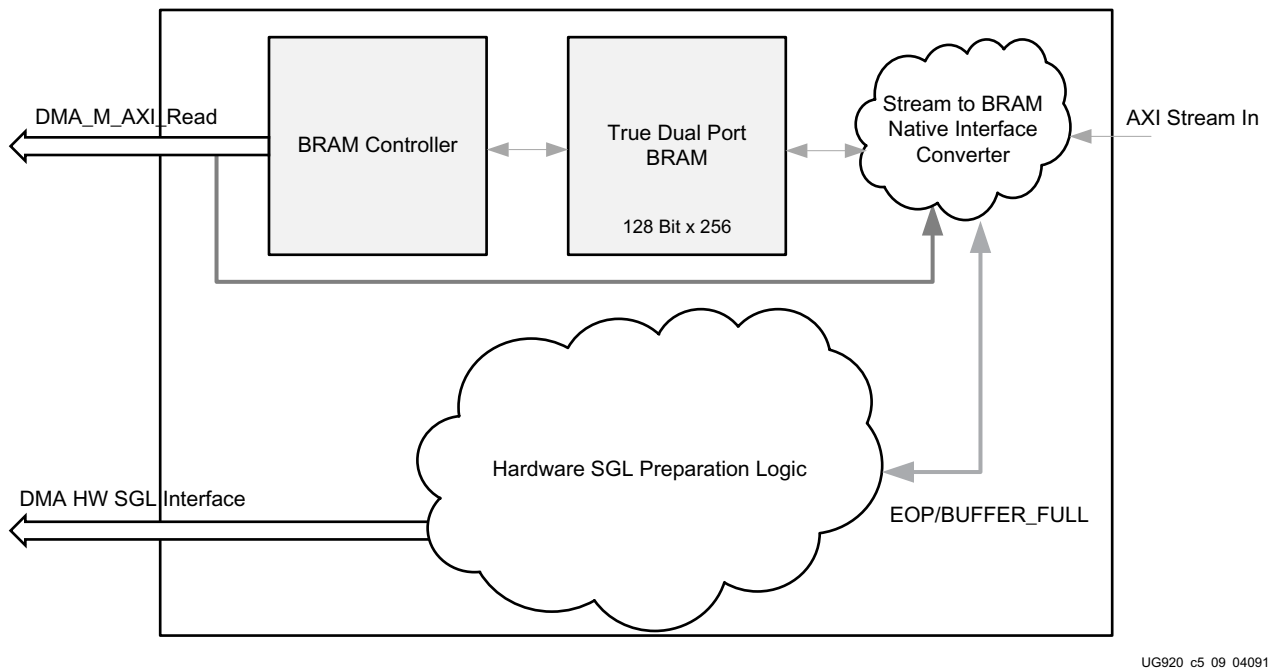 DMA_M_AXI_Read
BRAM Controller
True Dual Port
BRAM
128 Bit x 256
Stream to BRAM
Native Interface
Converter
AXI Stream In
Hardware SGL Preparation Logic
DMA HW SGL Interface
EOP/BUFFER_FULL
UG920_c5_09_04091